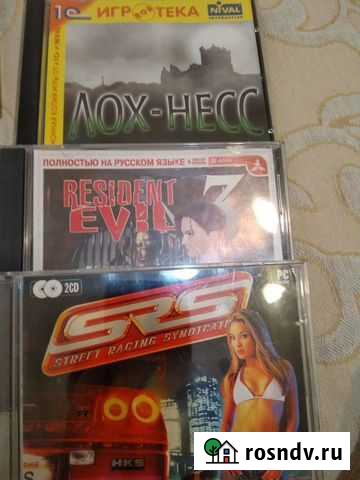 1С
ИГРОТЕКА
NIVAL
INTERACTIVE
ЛОХ-НЕСС
ПОЛНОСТЬЮ НА РУССКОМ ЯЗЫКЕ
RESIDENT
EVIL 3
2CD
PC
SRS
STREET RACING SYNDICATE
HKS
rosndv.ru